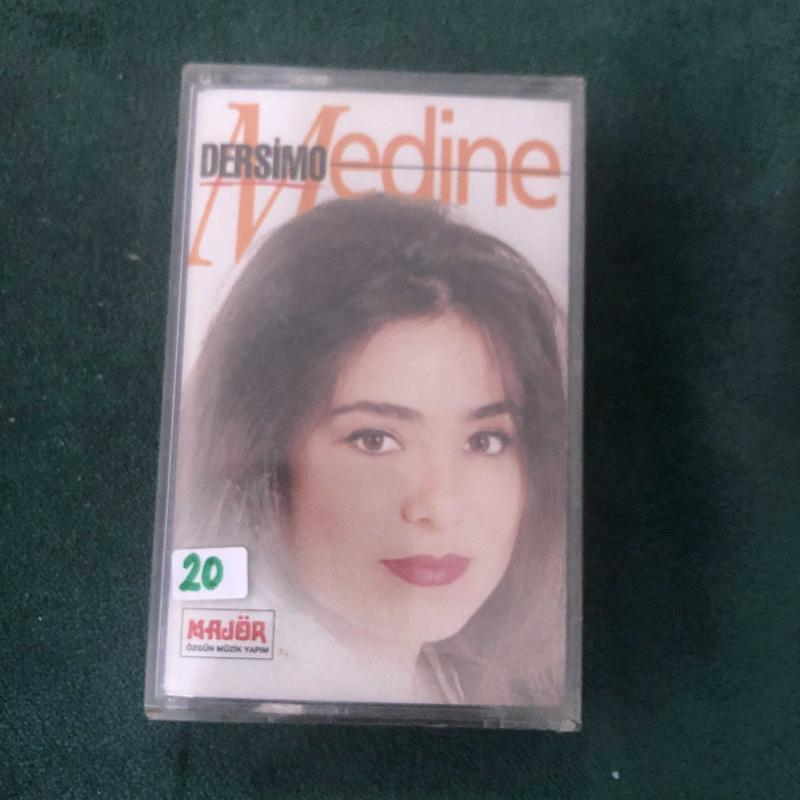 Medine
DERSİMO
20
MAJÖR
ÖZGÜN MÜZİK YAPIM